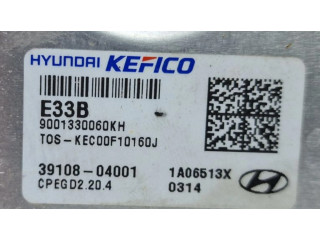 HYUNDAI KEFICO
E33B
9001330060KH
TOS-KEC00F10160J
39108-04001 1A06513X
CPEGD2.20.4 0314